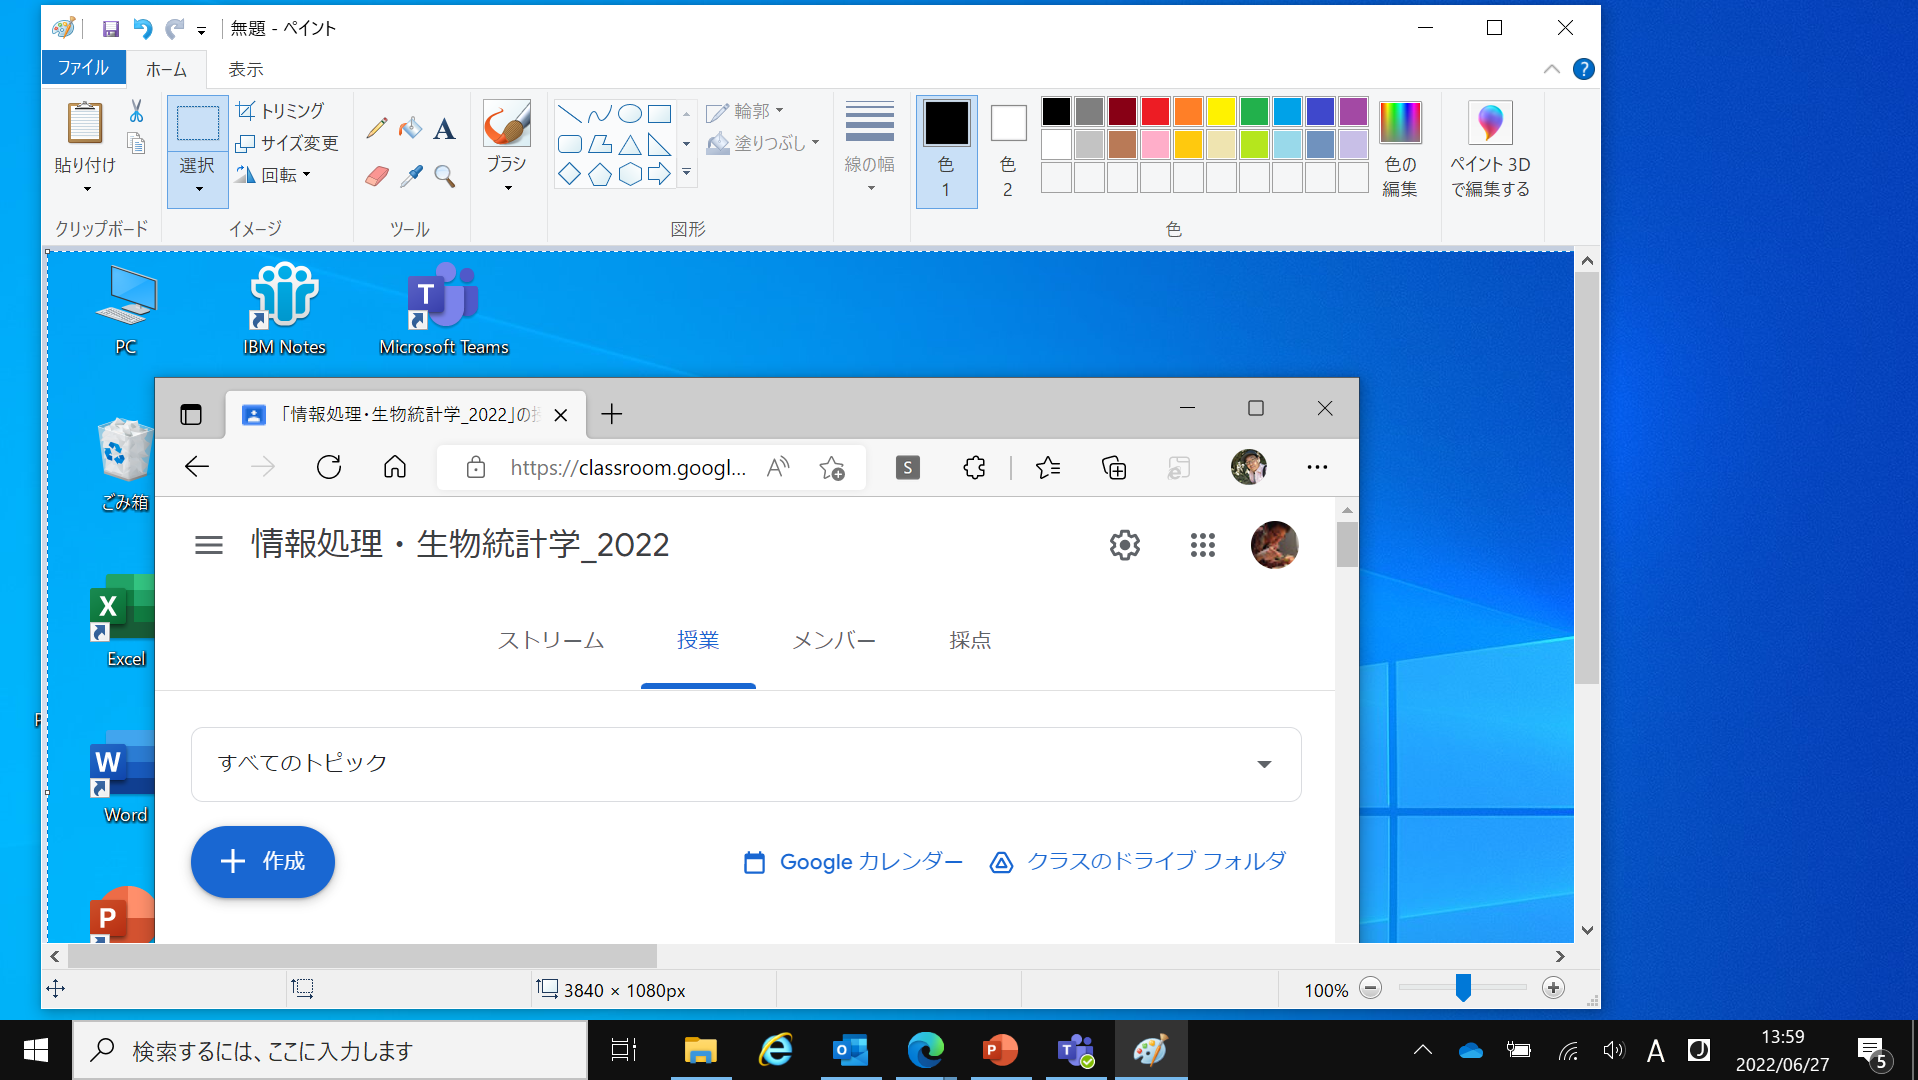 無題 - ペイント
ファイル
ホーム
表示
貼り付け
クリップボード
選択
トリミング
サイズ変更
回転
イメージ
A
ツール
ブラシ
輪郭
塗りつぶし
図形
線の幅
色
1
色
2
色の
編集
色
ペイント 3D
で編集する
PC
IBM Notes
T
Microsoft Teams
「情報処理・生物統計学_2022」の
https://classroom.googl...
S
ごみ箱
情報処理・生物統計学_2022
ストリーム
授業
メンバー
採点
X
Excel
すべてのトピック
W
Word
作成
Google カレンダー
クラスのドライブ フォルダ
P
3840 × 1080px
100%
検索するには、ここに入力します
A
J
13:59
2022/06/27
5